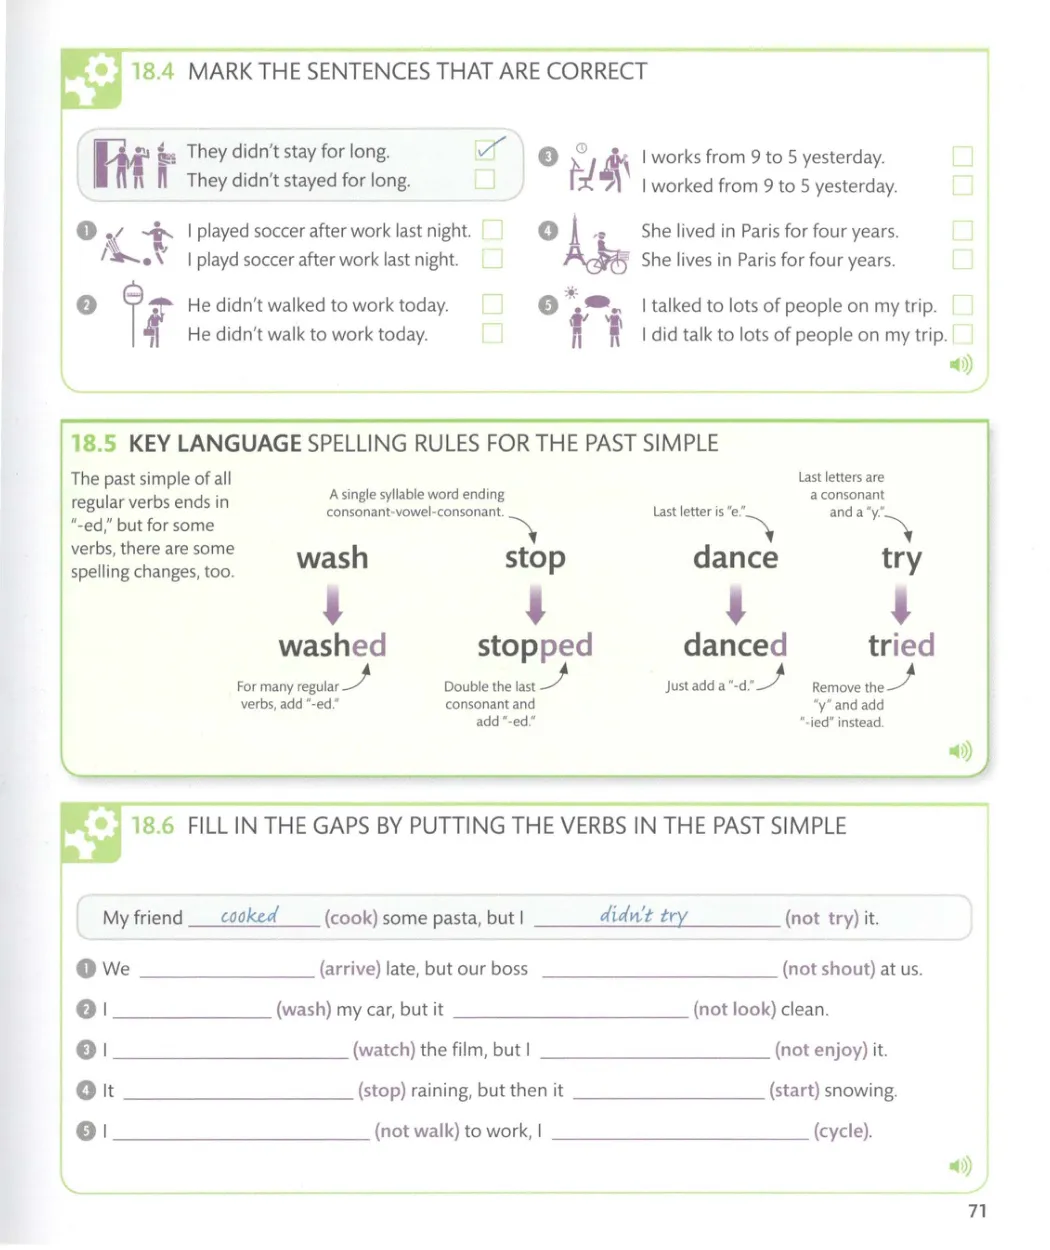 18.4 MARK THE SENTENCES THAT ARE CORRECT
They didn't stay for long.
They didn't stayed for long.
1 I played soccer after work last night.
I playd soccer after work last night.
2 He didn't walked to work today.
He didn't walk to work today.
3 I works from 9 to 5 yesterday.
I worked from 9 to 5 yesterday.
4 She lived in Paris for four years.
She lives in Paris for four years.
5 I talked to lots of people on my trip.
I did talk to lots of people on my trip.
18.5 KEY LANGUAGE SPELLING RULES FOR THE PAST SIMPLE
The past simple of all
regular verbs ends in
"-ed," but for some
verbs, there are some
spelling changes, too.
wash
washed
For many regular
verbs, add "-ed."
A single syllable word ending
consonant-vowel-consonant.
stop
stopped
Double the last
consonant and
add "-ed."
Last letter is "e."
dance
danced
Just add a "-d."
Last letters are
a consonant
and a "y."
try
tried
Remove the
"y" and add
"-ied" instead.
18.6 FILL IN THE GAPS BY PUTTING THE VERBS IN THE PAST SIMPLE
My friend cooked (cook) some pasta, but I didn't try (not try) it.
1 We ____ (arrive) late, but our boss ____ (not shout) at us.
2 I ____ (wash) my car, but it ____ (not look) clean.
3 I ____ (watch) the film, but I ____ (not enjoy) it.
4 It ____ (stop) raining, but then it ____ (start) snowing.
5 I ____ (not walk) to work, I ____ (cycle).
71